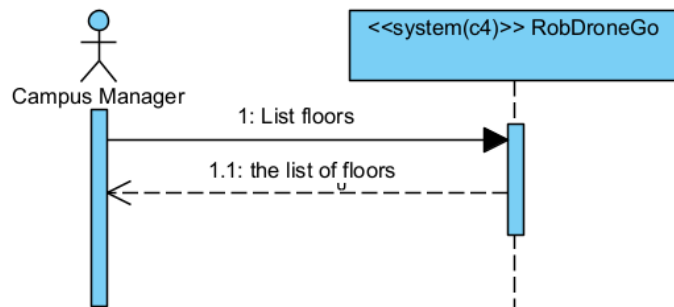 <<system(c4)>> RobDroneGo
Campus Manager
1: List floors
1.1: the list of floors